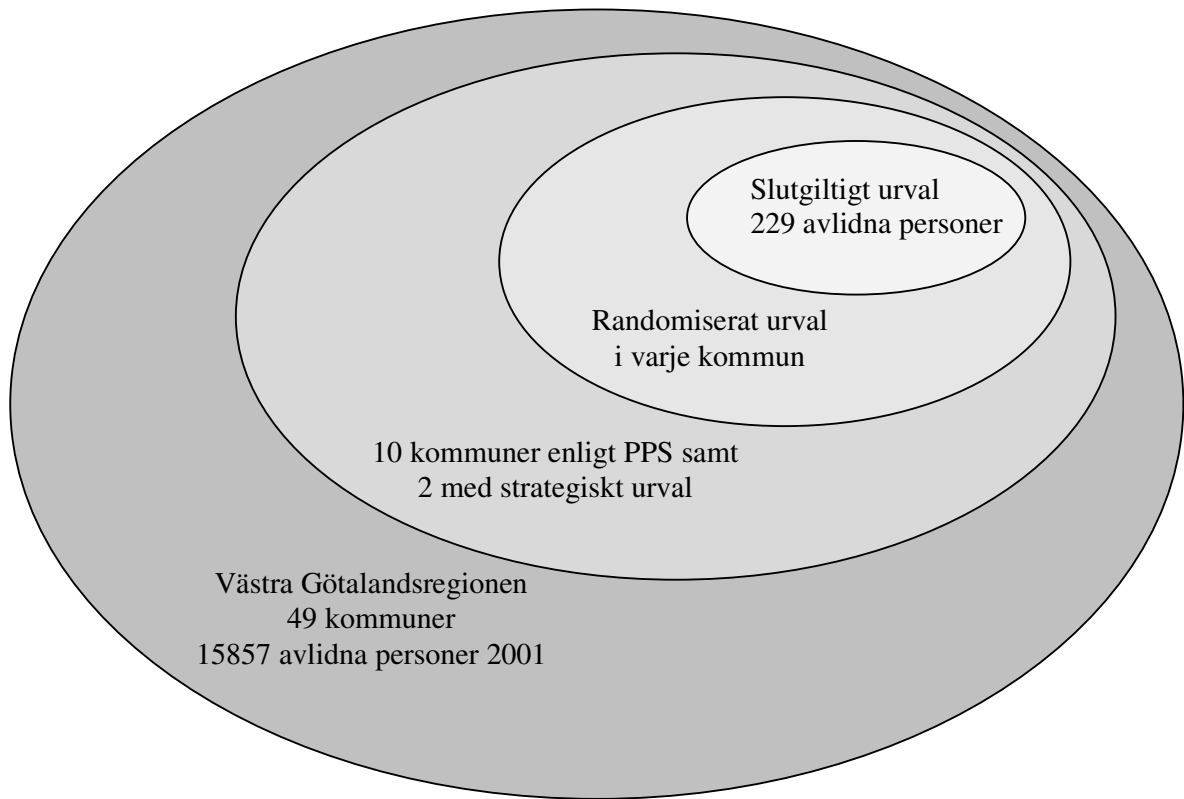 Slutgiltigt urval
229 avlidna personer
Randomiserat urval
i varje kommun
10 kommuner enligt PPS samt
2 med strategiskt urval
Västra Götalandsregionen
49 kommuner
15857 avlidna personer 2001